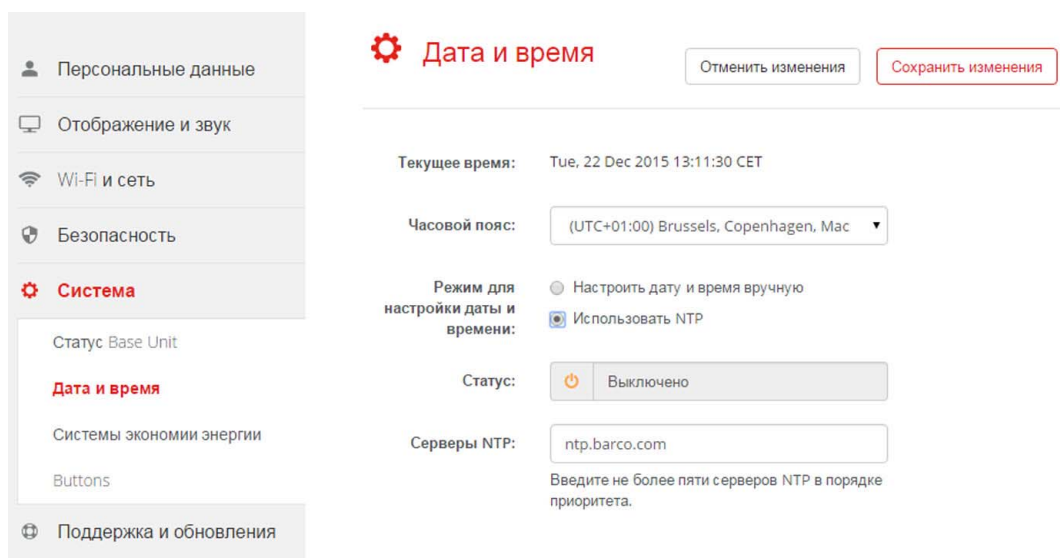 Персональные данные
Отображение и звук
Wi-Fi и сеть
Безопасность
Система
Статус Base Unit
Дата и время
Системы экономии энергии
Buttons
Поддержка и обновления
Дата и время
Отменить изменения
Сохранить изменения
Текущее время: Tue, 22 Dec 2015 13:11:30 CET
Часовой пояс: (UTC+01:00) Brussels, Copenhagen, Mac
Режим для
настройки даты и
времени:
Настроить дату и время вручную
Использовать NTP
Статус: Выключено
Серверы NTP: ntp.barco.com
Введите не более пяти серверов NTP в порядке
приоритета.